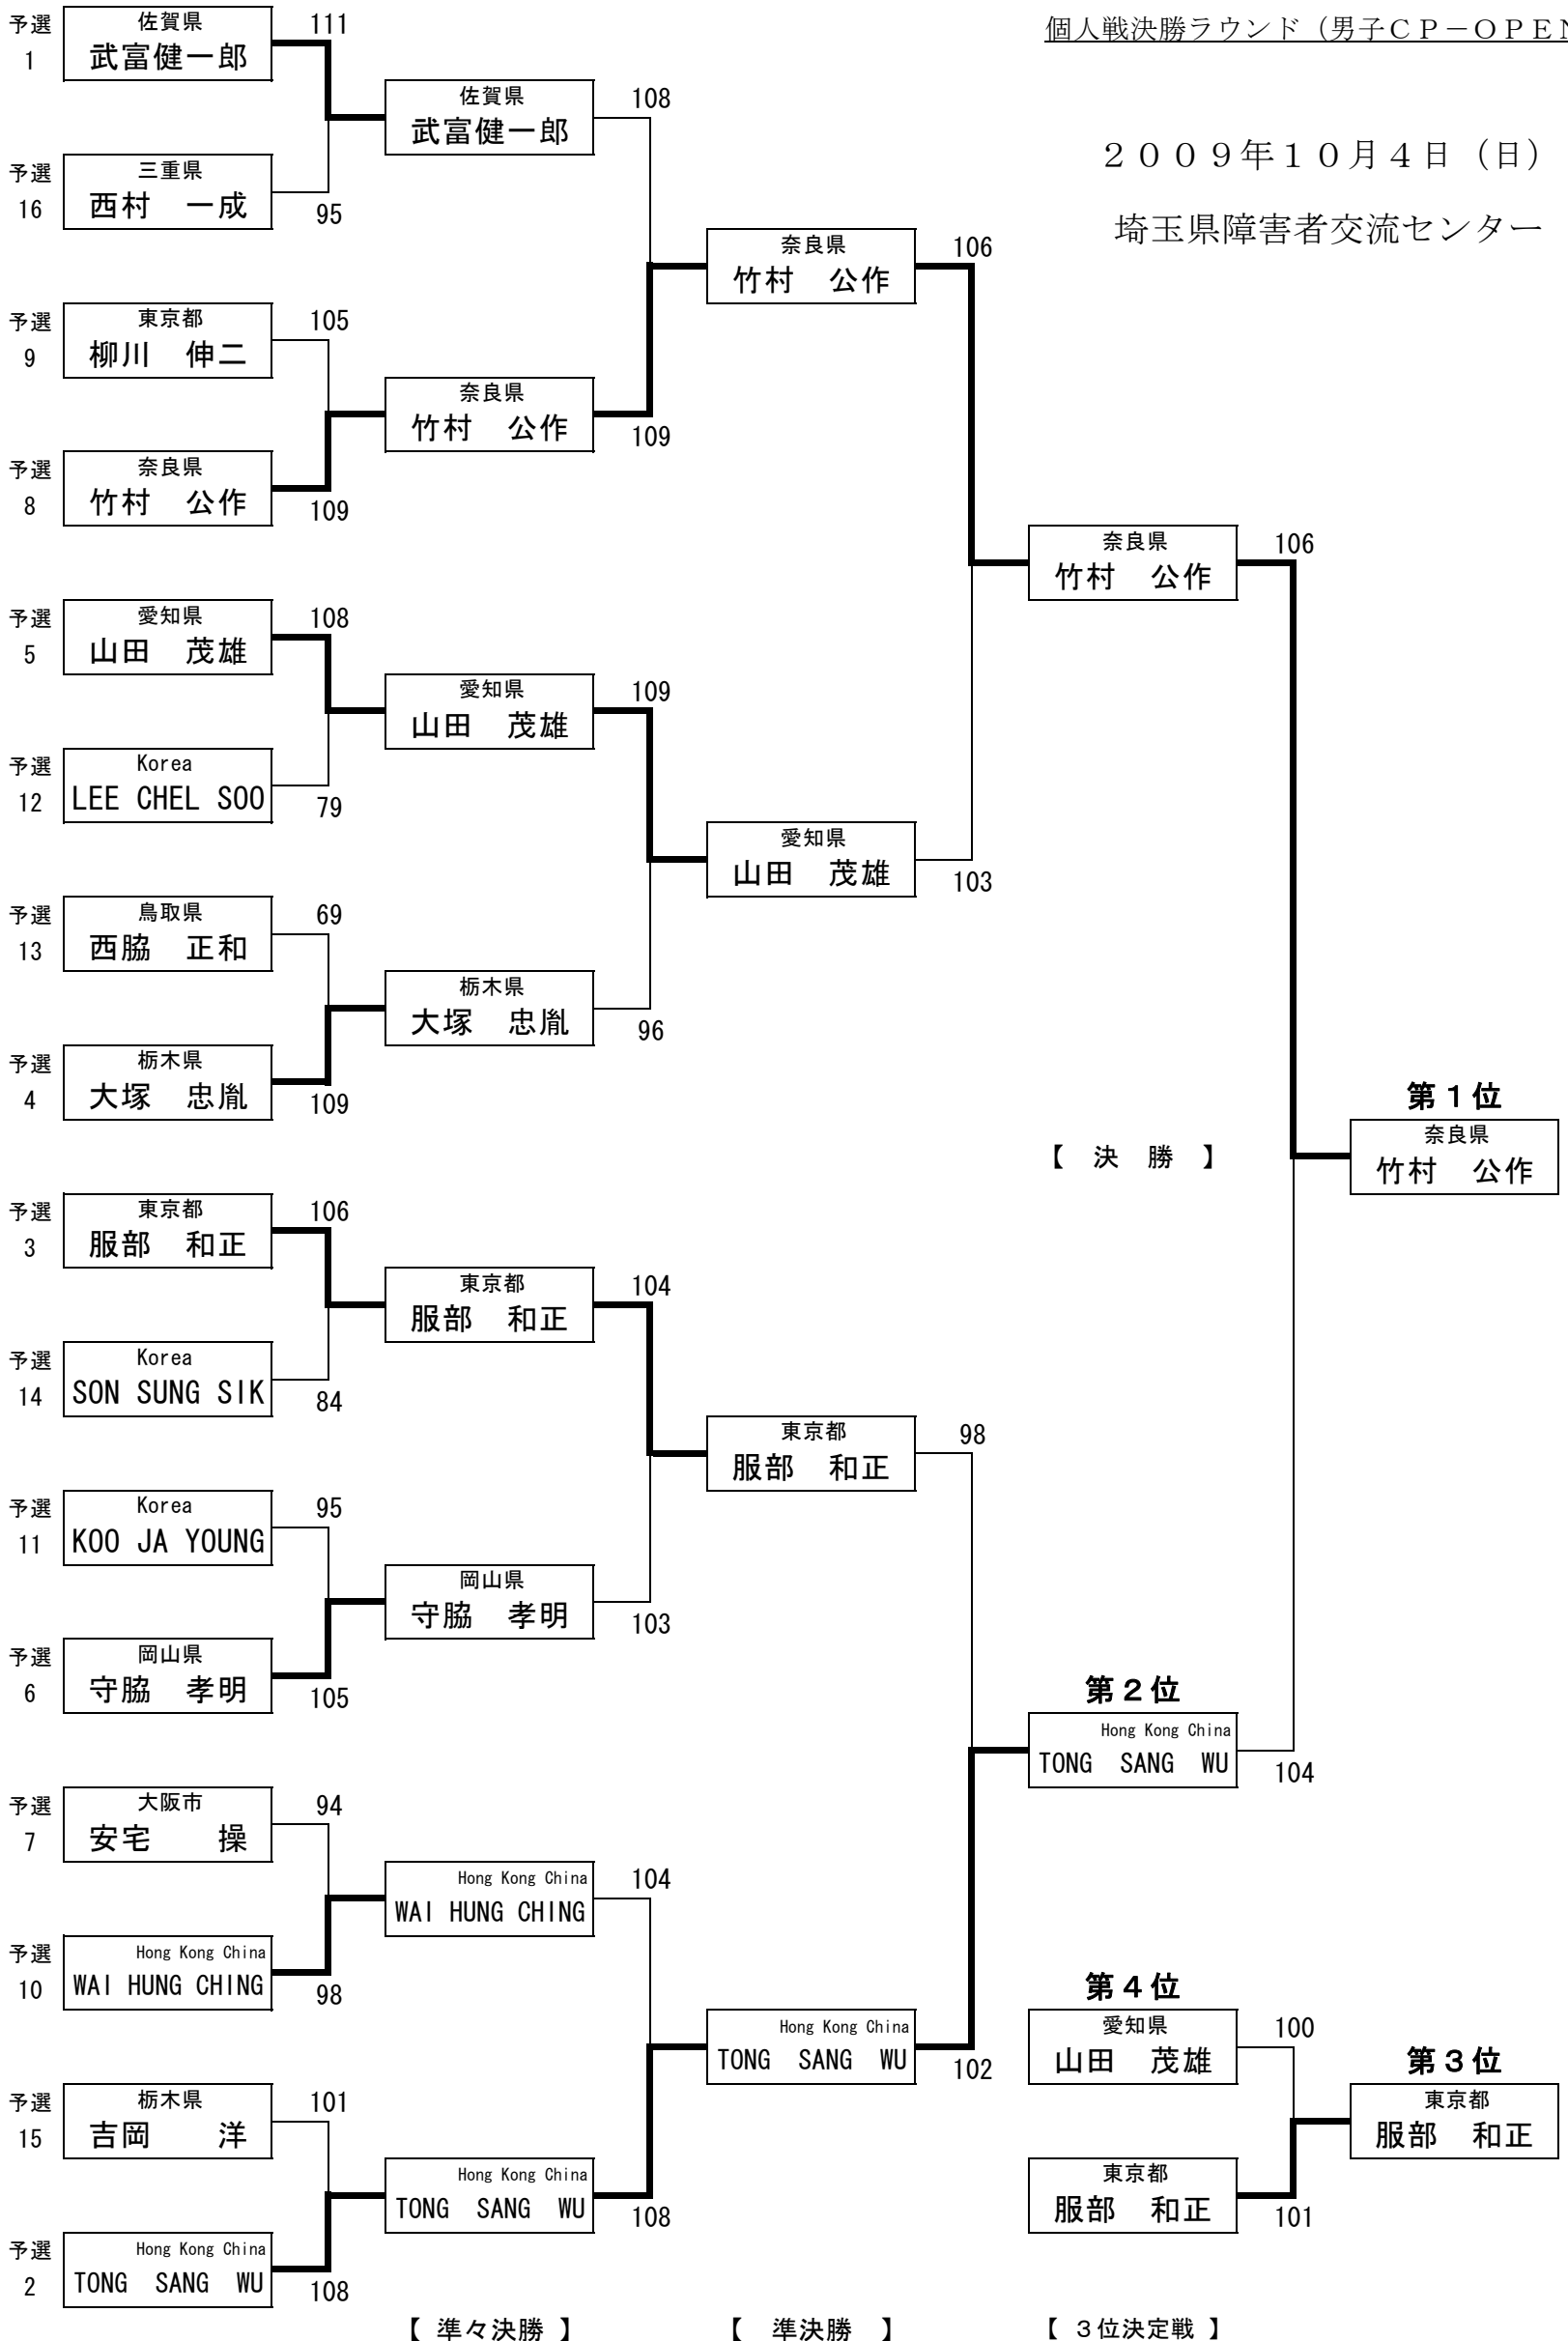 個人戦決勝ラウンド（男子ＣＰ－ＯＰＥＮ
２００９年１０月４日（日）
埼玉県障害者交流センター
予選
1
佐賀県
武富健一郎
111
佐賀県
武富健一郎
108
予選
16
三重県
西村　一成
95
奈良県
竹村　公作
106
予選
9
東京都
柳川　伸二
105
奈良県
竹村　公作
109
予選
8
奈良県
竹村　公作
109
奈良県
竹村　公作
106
予選
5
愛知県
山田　茂雄
108
愛知県
山田　茂雄
109
予選
12
Korea
LEE CHEL SOO
79
愛知県
山田　茂雄
103
予選
13
鳥取県
西脇　正和
69
栃木県
大塚　忠胤
96
予選
4
栃木県
大塚　忠胤
109
第１位
奈良県
竹村　公作
【　決　勝　】
予選
3
東京都
服部　和正
106
東京都
服部　和正
104
予選
14
Korea
SON SUNG SIK
84
東京都
服部　和正
98
予選
11
Korea
KOO JA YOUNG
95
岡山県
守脇　孝明
103
予選
6
岡山県
守脇　孝明
105
第２位
Hong Kong China
TONG　SANG　WU
104
予選
7
大阪市
安宅　　操
94
Hong Kong China
WAI HUNG CHING
104
予選
10
Hong Kong China
WAI HUNG CHING
98
Hong Kong China
TONG　SANG　WU
102
第４位
愛知県
山田　茂雄
100
第３位
東京都
服部　和正
予選
15
栃木県
吉岡　　洋
101
Hong Kong China
TONG　SANG　WU
108
東京都
服部　和正
101
予選
2
Hong Kong China
TONG　SANG　WU
108
【 準々決勝 】
【　準決勝　】
【 ３位決定戦 】